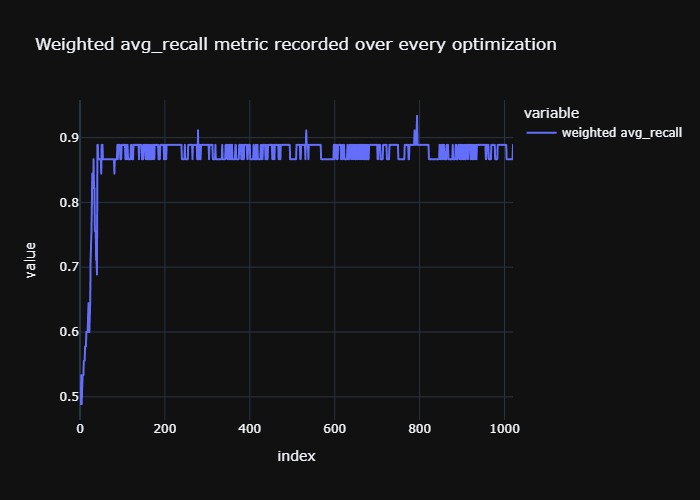 Weighted avg_recall metric recorded over every optimization
variable
weighted avg_recall
0.9
0.8
0.7
0.6
0.5
value
0 200 400 600 800 1000
index